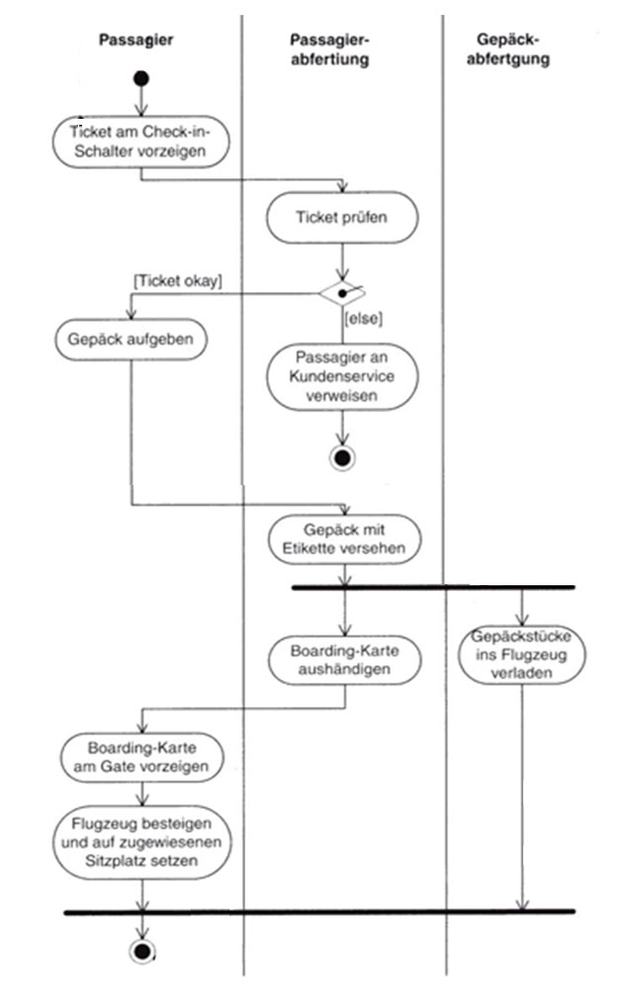 Passagier
Passagier-
abfertiung
Gepäck-
abfertgung
Ticket am Check-in-
Schalter vorzeigen
Ticket prüfen
[Ticket okay]
[else]
Gepäck aufgeben
Passagier an
Kundenservice
verweisen
Gepäck mit
Etikette versehen
Boarding-Karte
aushändigen
Gepäckstücke
ins Flugzeug
verladen
Boarding-Karte
am Gate vorzeigen
Flugzeug besteigen
und auf zugewiesenen
Sitzplatz setzen